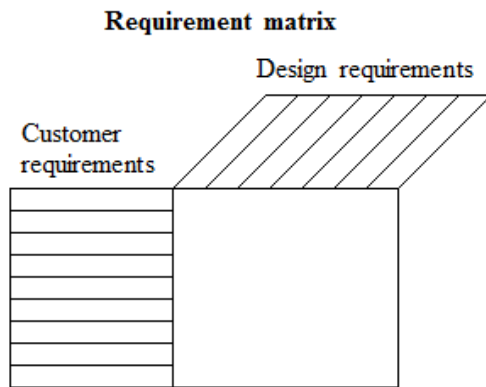 Requirement matrix
Design requirements
Customer
requirements